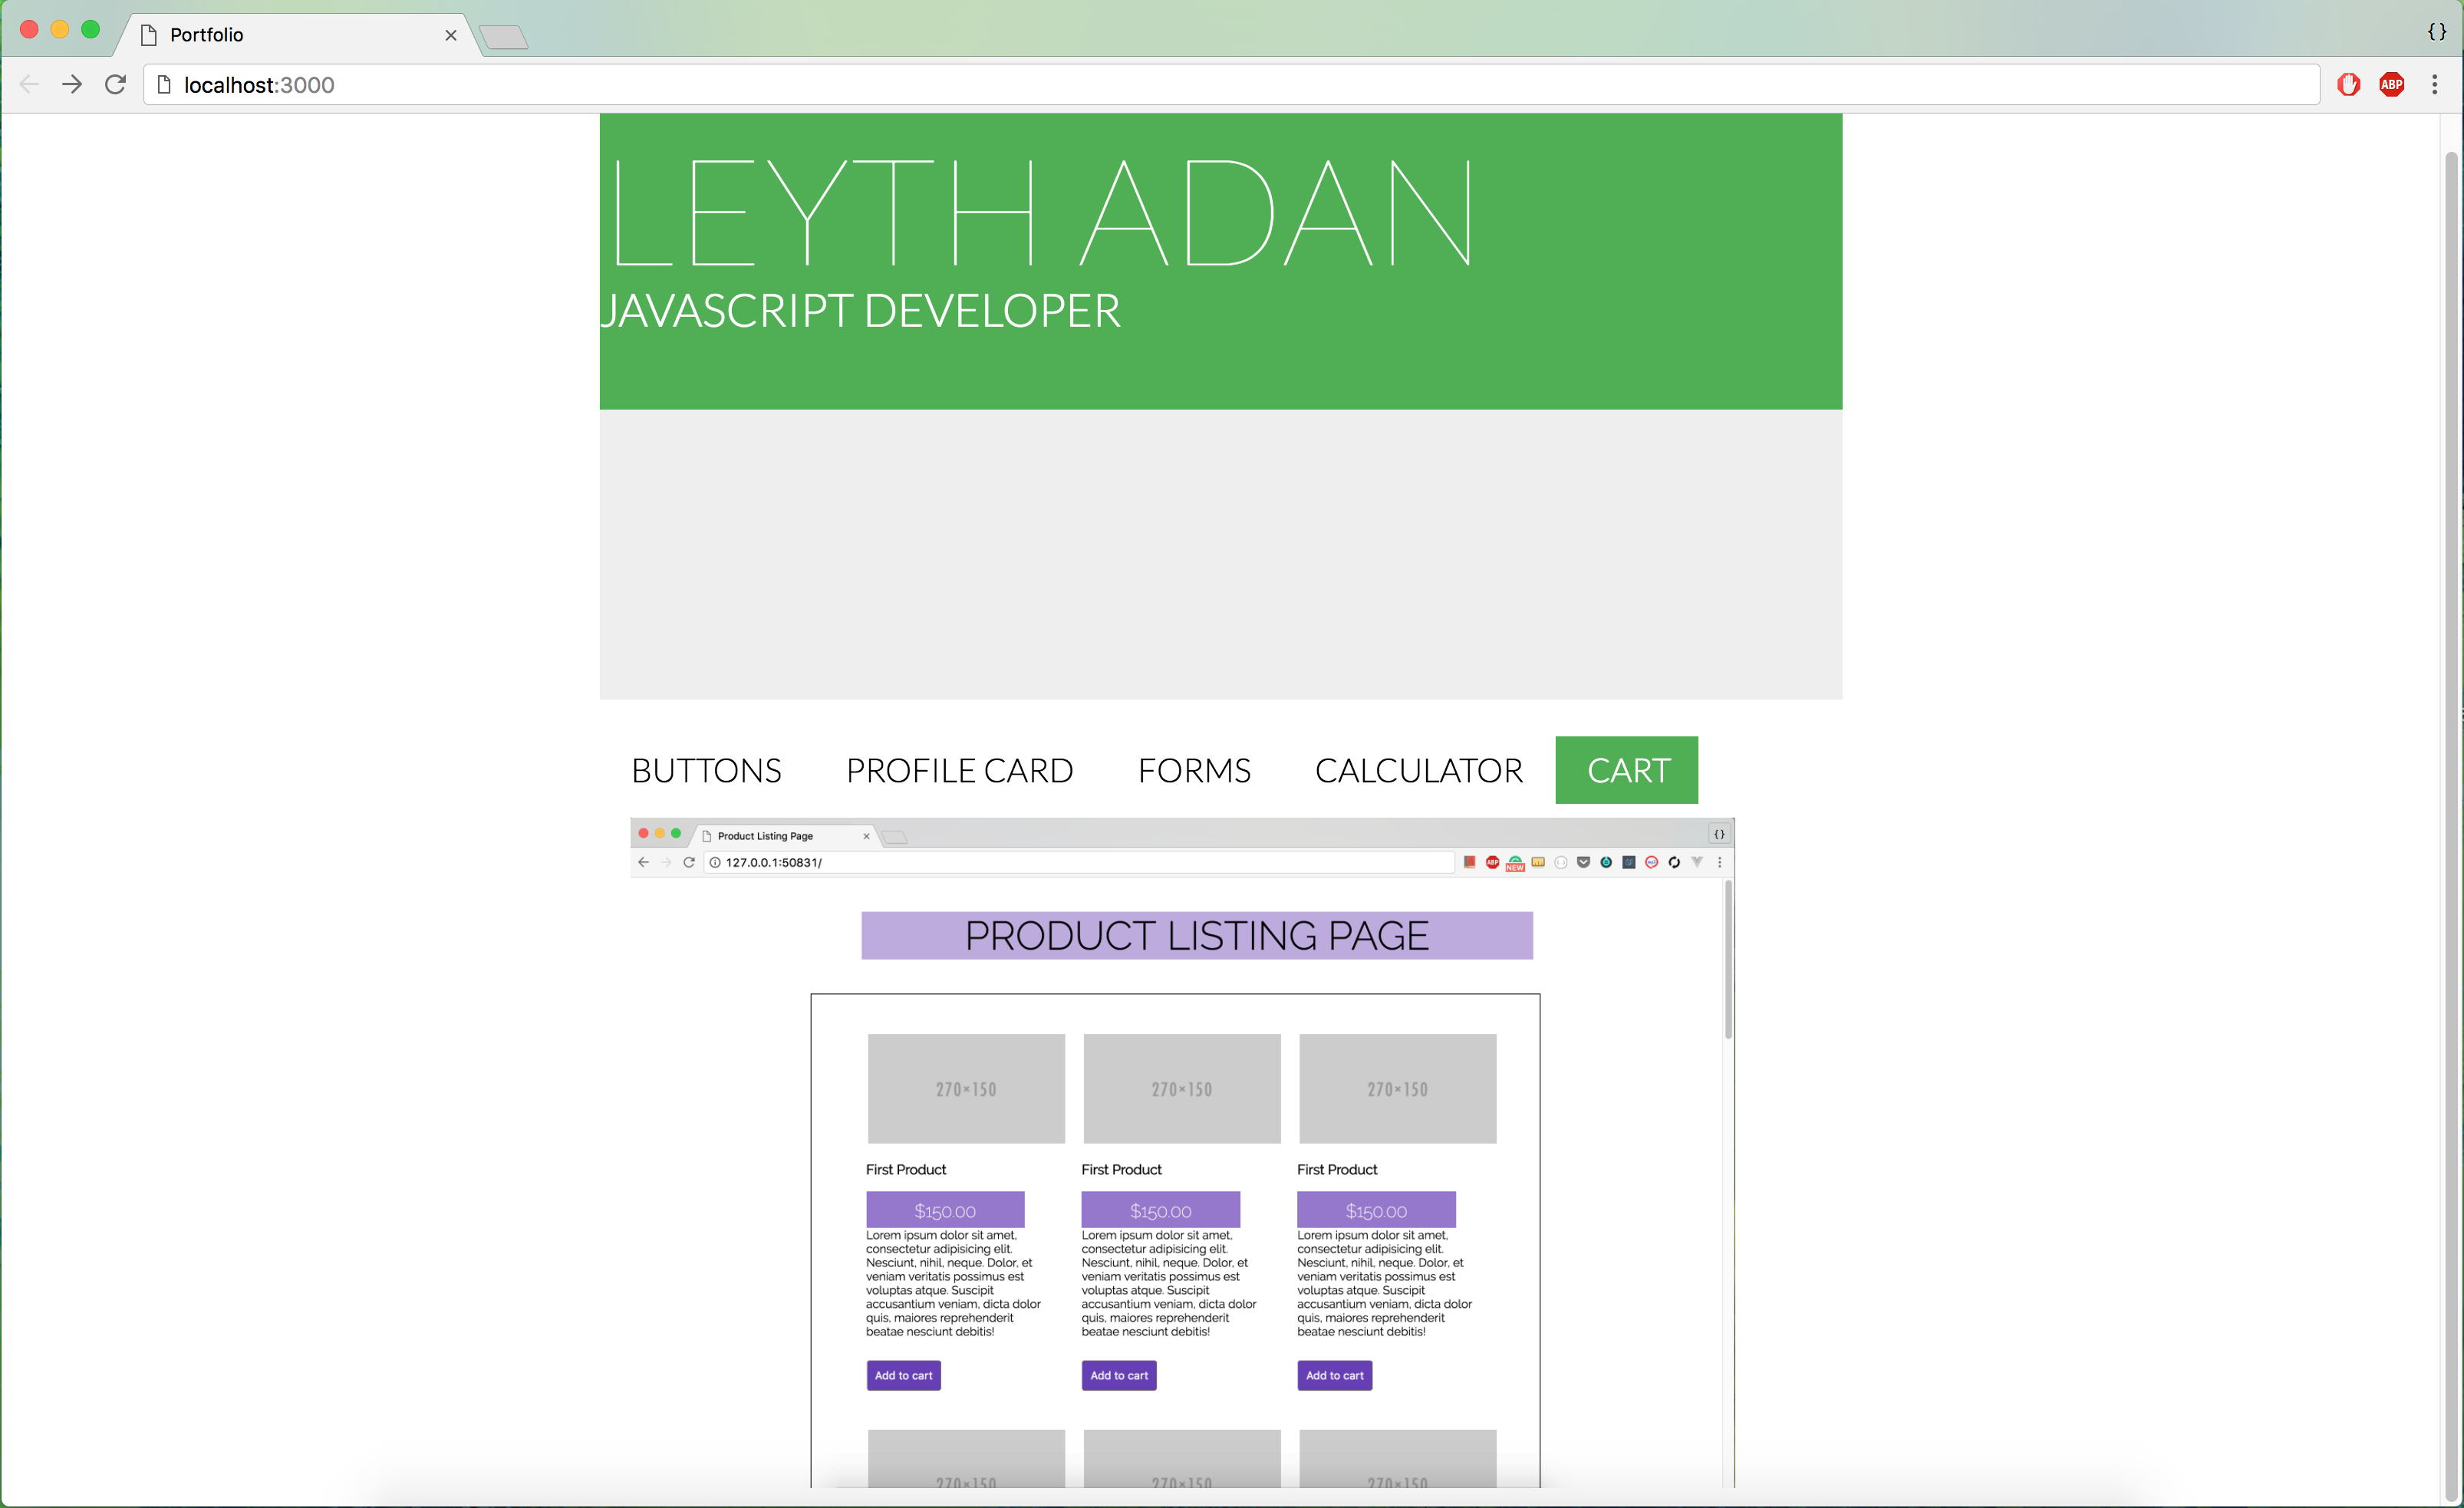 Portfolio
{}
localhost:3000
ABP
LEYTH ADAN
JAVASCRIPT DEVELOPER
BUTTONS PROFILE CARD FORMS CALCULATOR CART
Product Listing Page
{}
127.0.0.1:50831/
ABP
NEW
PRODUCT LISTING PAGE
270×150 270×150 270×150
First Product
$150.00
Lorem ipsum dolor sit amet,
consectetur adipisicing elit.
Nesciunt, nihil, neque. Dolor, et
veniam veritatis possimus est
voluptas atque. Suscipit
accusantium veniam, dicta dolor
quis, maiores reprehenderit
beatae nesciunt debitis!
Add to cart
First Product
$150.00
Lorem ipsum dolor sit amet,
consectetur adipisicing elit.
Nesciunt, nihil, neque. Dolor, et
veniam veritatis possimus est
voluptas atque. Suscipit
accusantium veniam, dicta dolor
quis, maiores reprehenderit
beatae nesciunt debitis!
Add to cart
First Product
$150.00
Lorem ipsum dolor sit amet,
consectetur adipisicing elit.
Nesciunt, nihil, neque. Dolor, et
veniam veritatis possimus est
voluptas atque. Suscipit
accusantium veniam, dicta dolor
quis, maiores reprehenderit
beatae nesciunt debitis!
Add to cart
270×150 270×150 270×150